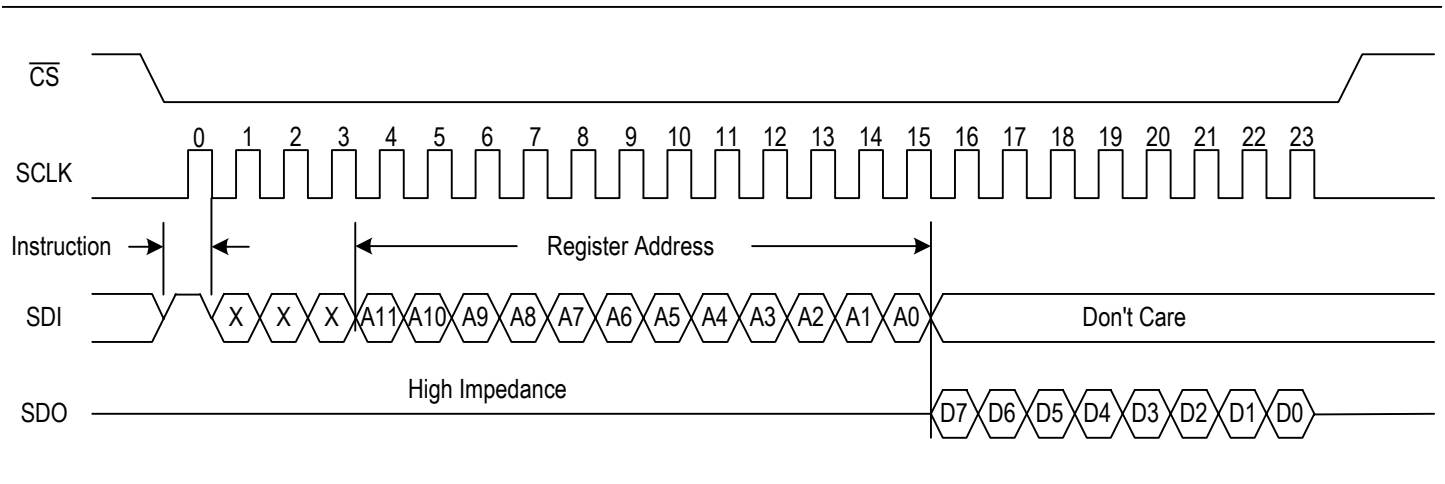 CS
0 1 2 3 4 5 6 7 8 9 10 11 12 13 14 15 16 17 18 19 20 21 22 23
SCLK
Instruction Register Address
SDI X X X A11 A10 A9 A8 A7 A6 A5 A4 A3 A2 A1 A0 Don't Care
High Impedance
SDO D7 D6 D5 D4 D3 D2 D1 D0